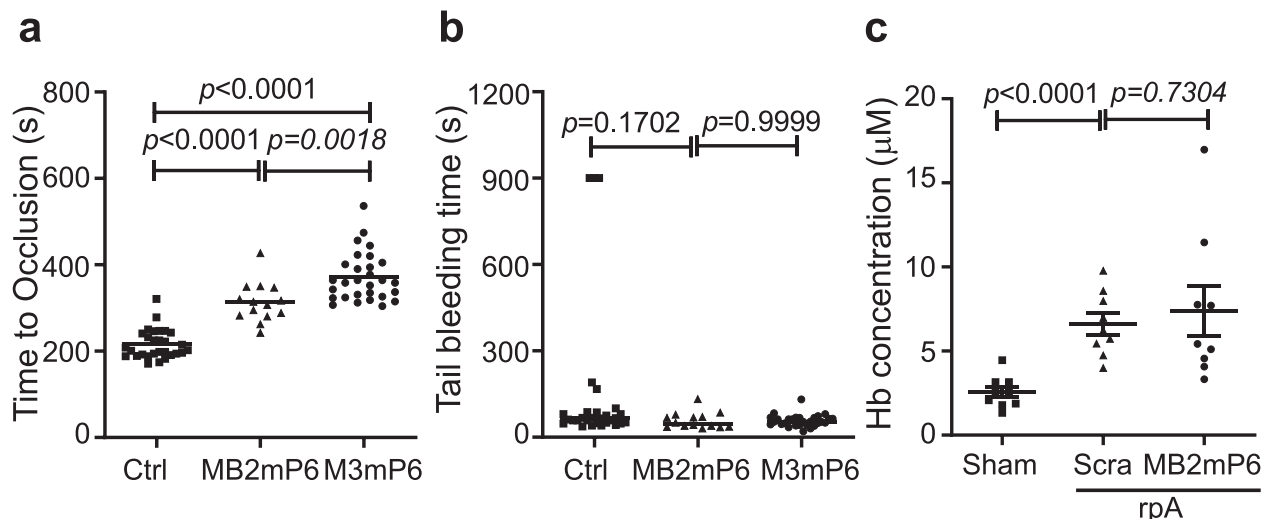 a
Time to Occlusion (s)
800
600
400
200
0
p<0.0001
p<0.0001 p=0.0018
Ctrl MB2mP6 M3mP6
b
Tail bleeding time (s)
1200
900
600
300
0
p=0.1702 p=0.9999
Ctrl MB2mP6 M3mP6
c
Hb concentration (μM)
20
15
10
5
0
p<0.0001 p=0.7304
Sham Scra MB2mP6
rpA